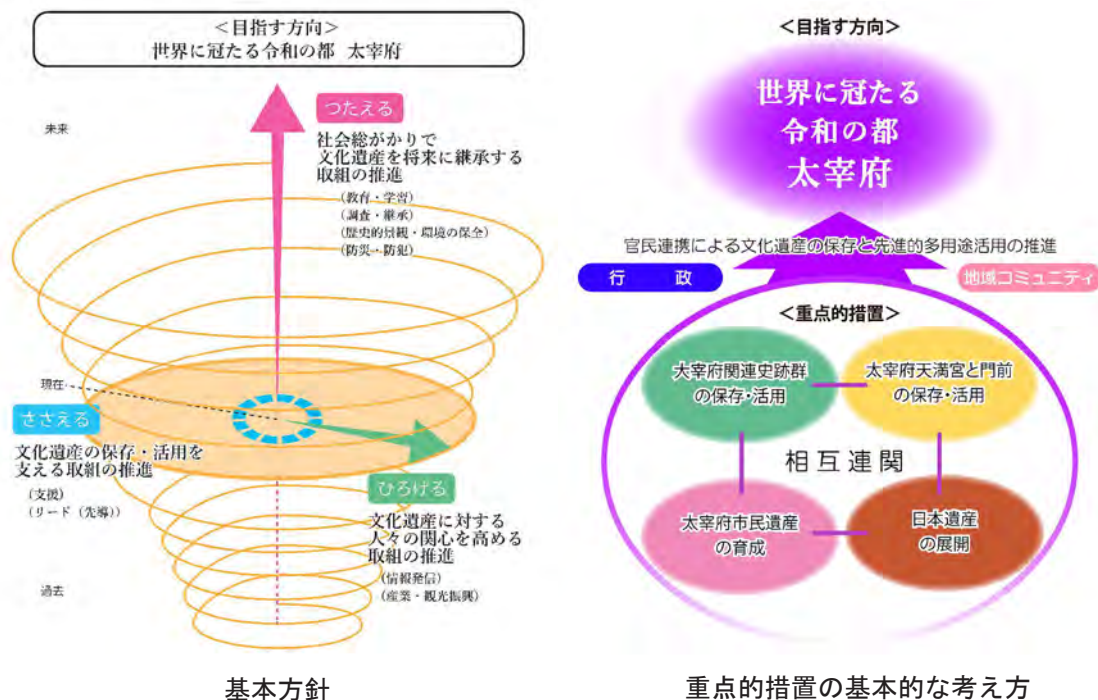 ＜目指す方向＞
世界に冠たる令和の都 太宰府
未来
つたえる
社会総がかりで
文化遺産を将来に継承する
取組の推進
（教育・学習）
（調査・継承）
（歴史的景観・環境の保全）
（防災・防犯）
現在
ささえる
文化遺産の保存・活用を
支える取組の推進
（支援）
（リード（先導））
ひろげる
文化遺産に対する
人々の関心を高める
取組の推進
（情報発信）
（産業・観光振興）
過去
基本方針
＜目指す方向＞
世界に冠たる
令和の都
太宰府
官民連携による文化遺産の保存と先進的多用途活用の推進
行 政
地域コミュニティ
＜重点的措置＞
大宰府関連史跡群
の保存・活用
太宰府天満宮と門前
の保存・活用
相互連関
太宰府市民遺産
の育成
日本遺産
の展開
重点的措置の基本的な考え方